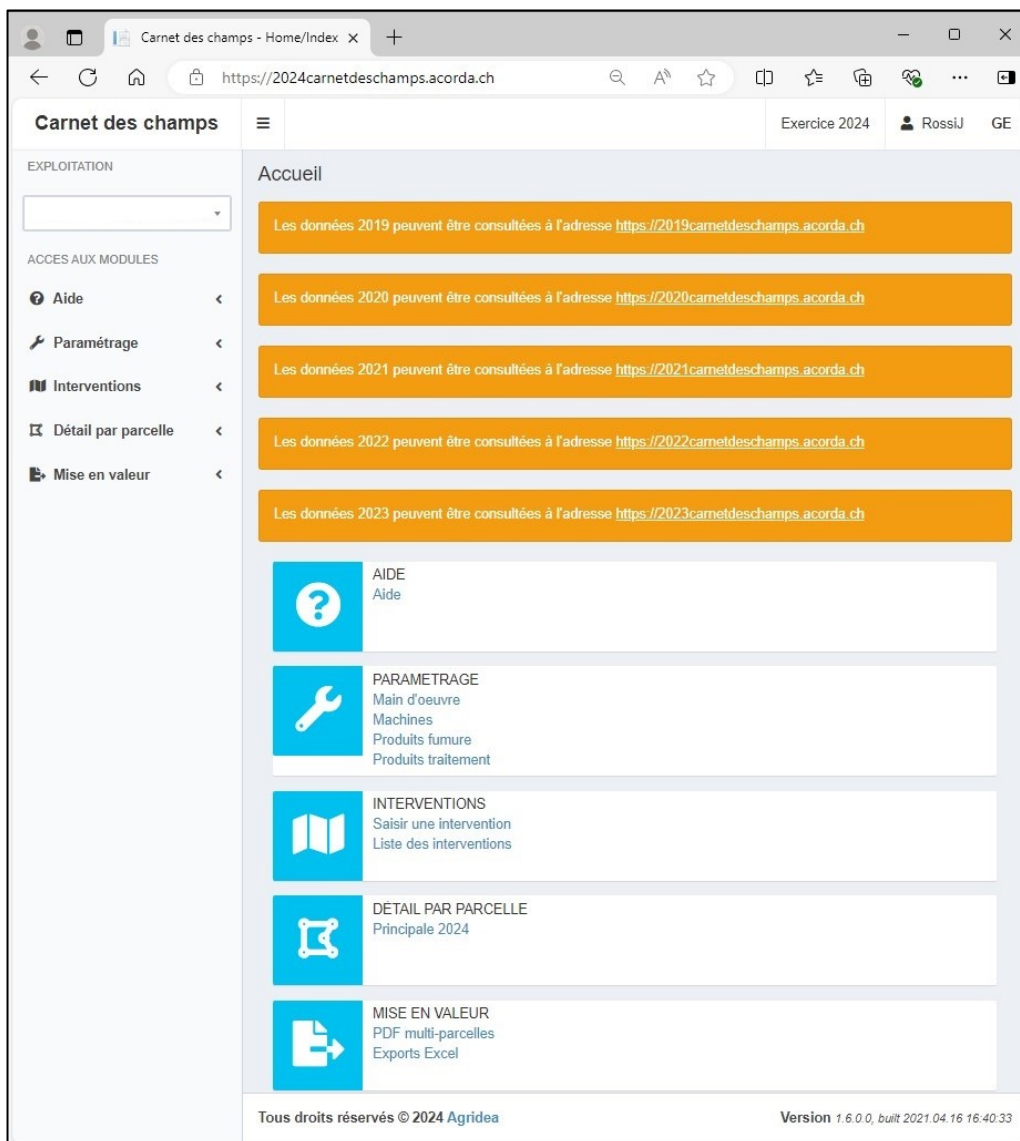 Carnet des champs - Home/Index
https://2024carnetdeschamps.acorda.ch
Carnet des champs
Exercice 2024
RossiJ
GE
EXPLOITATION
ACCES AUX MODULES
Aide
Paramétrage
Interventions
Détail par parcelle
Mise en valeur
Accueil
Les données 2019 peuvent être consultées à l'adresse https://2019carnetdeschamps.acorda.ch
Les données 2020 peuvent être consultées à l'adresse https://2020carnetdeschamps.acorda.ch
Les données 2021 peuvent être consultées à l'adresse https://2021carnetdeschamps.acorda.ch
Les données 2022 peuvent être consultées à l'adresse https://2022carnetdeschamps.acorda.ch
Les données 2023 peuvent être consultées à l'adresse https://2023carnetdeschamps.acorda.ch
AIDE
Aide
PARAMETRAGE
Main d'oeuvre
Machines
Produits fumure
Produits traitement
INTERVENTIONS
Saisir une intervention
Liste des interventions
DÉTAIL PAR PARCELLE
Principale 2024
MISE EN VALEUR
PDF multi-parcelles
Exports Excel
Tous droits réservés © 2024 Agridea
Version 1.6.0.0, built 2021.04.16 16:40:33